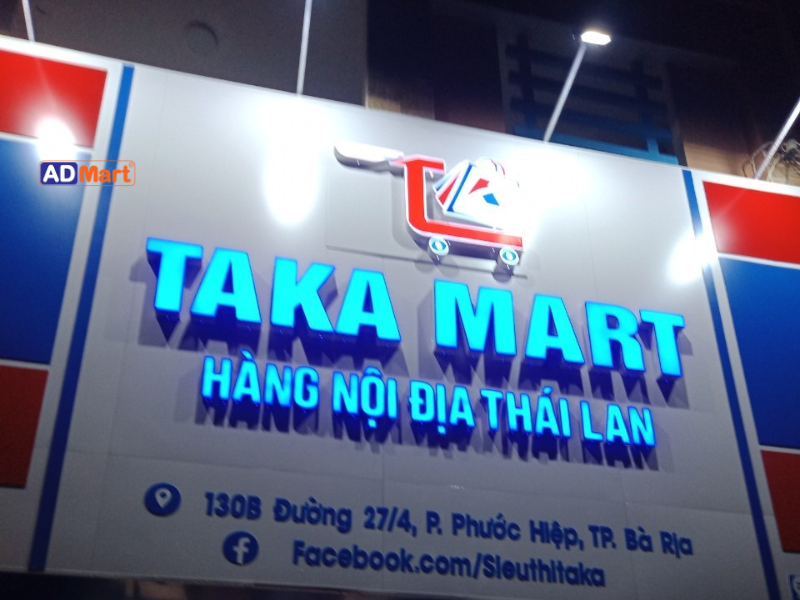 ADMart
TAKA MART
HÀNG NỘI ĐỊA THÁI LAN
130B Đường 27/4, P. Phước Hiệp, TP. Bà Rịa
Facebook.com/Sieuthitaka